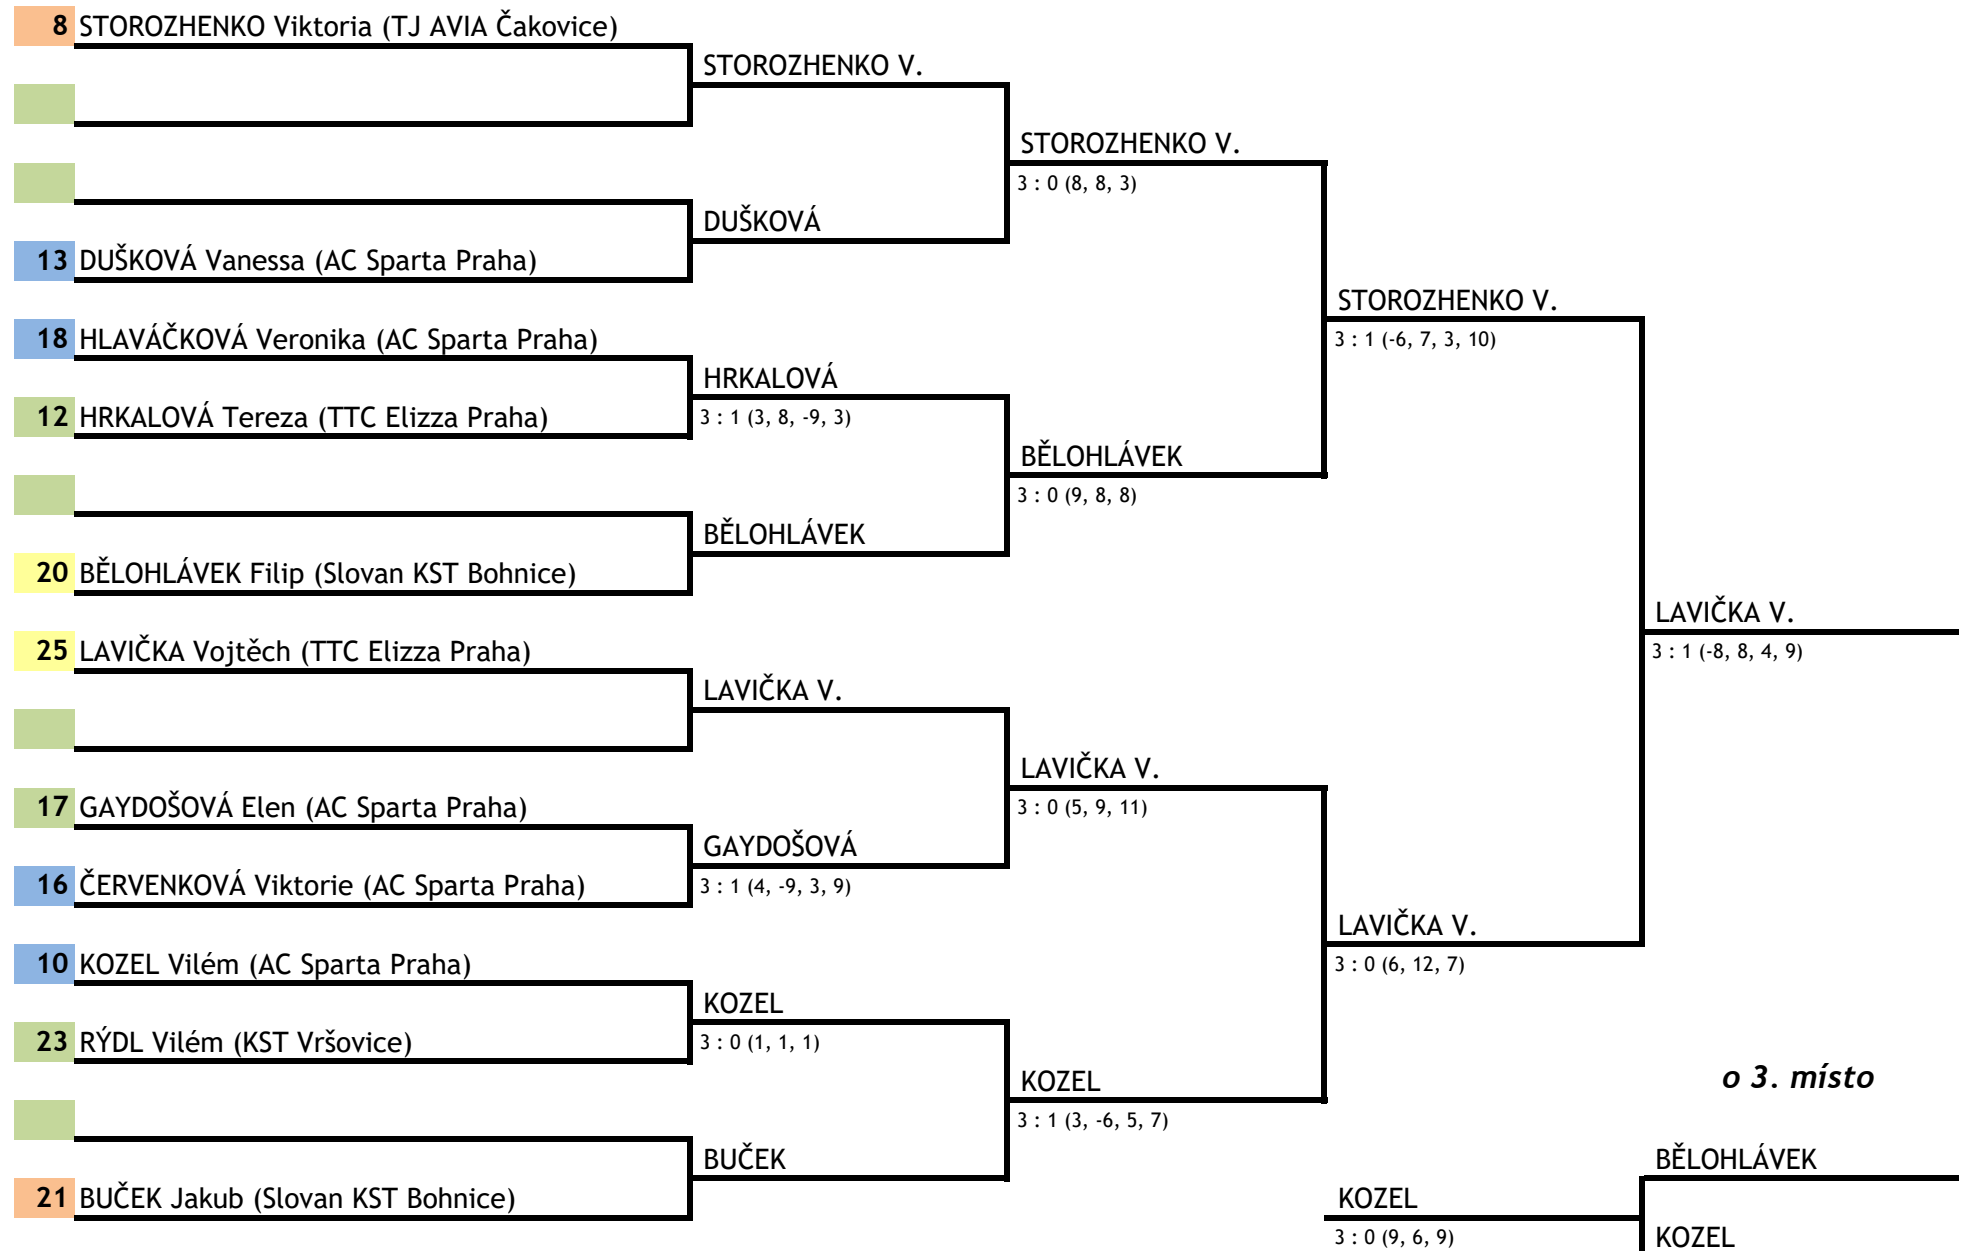 8 STOROZHENKO Viktoria (TJ AVIA Čakovice)
STOROZHENKO V.
STOROZHENKO V.
3 : 0 (8, 8, 3)
DUŠKOVÁ
13 DUŠKOVÁ Vanessa (AC Sparta Praha)
STOROZHENKO V.
3 : 1 (-6, 7, 3, 10)
18 HLAVÁČKOVÁ Veronika (AC Sparta Praha)
HRKALOVÁ
3 : 1 (3, 8, -9, 3)
12 HRKALOVÁ Tereza (TTC Elizza Praha)
BĚLOHLÁVEK
3 : 0 (9, 8, 8)
BĚLOHLÁVEK
20 BĚLOHLÁVEK Filip (Slovan KST Bohnice)
LAVIČKA V.
3 : 1 (-8, 8, 4, 9)
25 LAVIČKA Vojtěch (TTC Elizza Praha)
LAVIČKA V.
LAVIČKA V.
3 : 0 (5, 9, 11)
17 GAYDOŠOVÁ Elen (AC Sparta Praha)
GAYDOŠOVÁ
3 : 1 (4, -9, 3, 9)
16 ČERVENKOVÁ Viktorie (AC Sparta Praha)
LAVIČKA V.
3 : 0 (6, 12, 7)
10 KOZEL Vilém (AC Sparta Praha)
KOZEL
3 : 0 (1, 1, 1)
23 RÝDL Vilém (KST Vršovice)
KOZEL
3 : 1 (3, -6, 5, 7)
o 3. místo
BUČEK
BĚLOHLÁVEK
21 BUČEK Jakub (Slovan KST Bohnice)
KOZEL
3 : 0 (9, 6, 9)
KOZEL